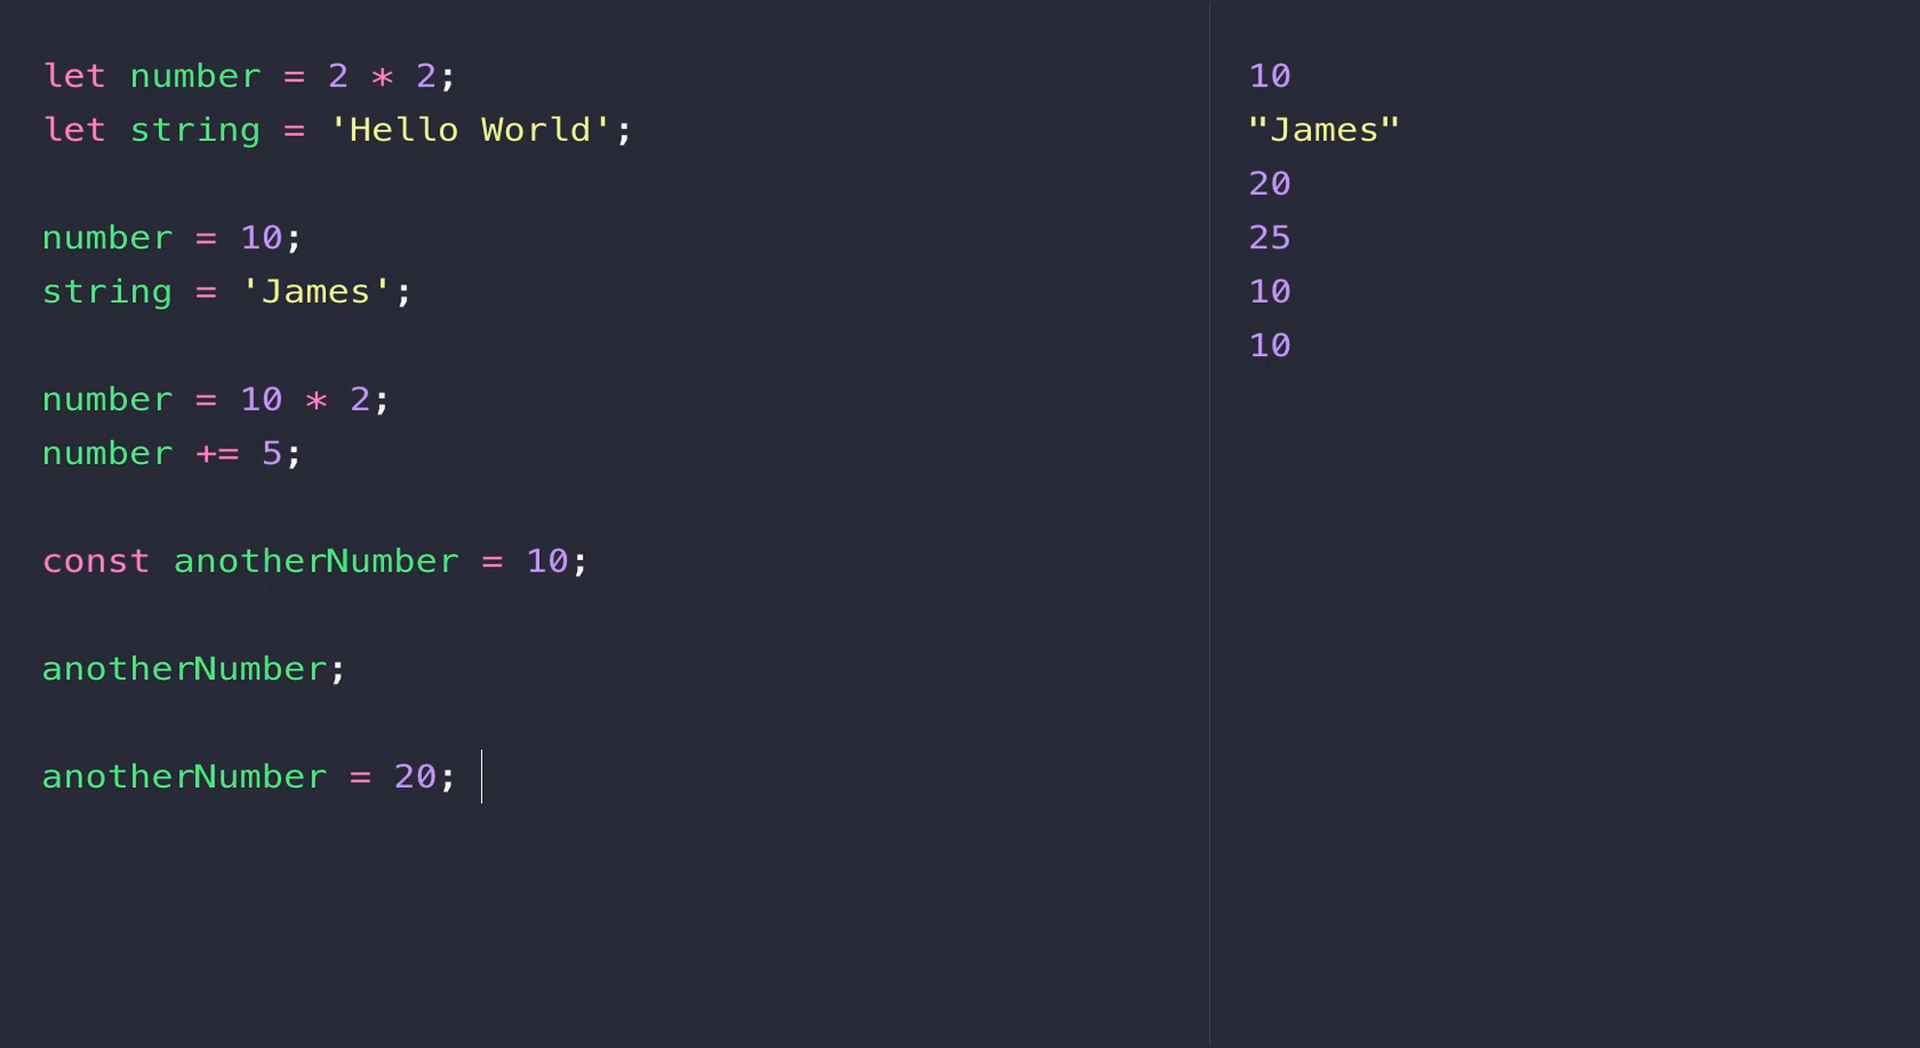 let number = 2 * 2;
let string = 'Hello World';
number = 10;
string = 'James';
number = 10 * 2;
number += 5;
const anotherNumber = 10;
anotherNumber;
anotherNumber = 20;
10
"James"
20
25
10
10